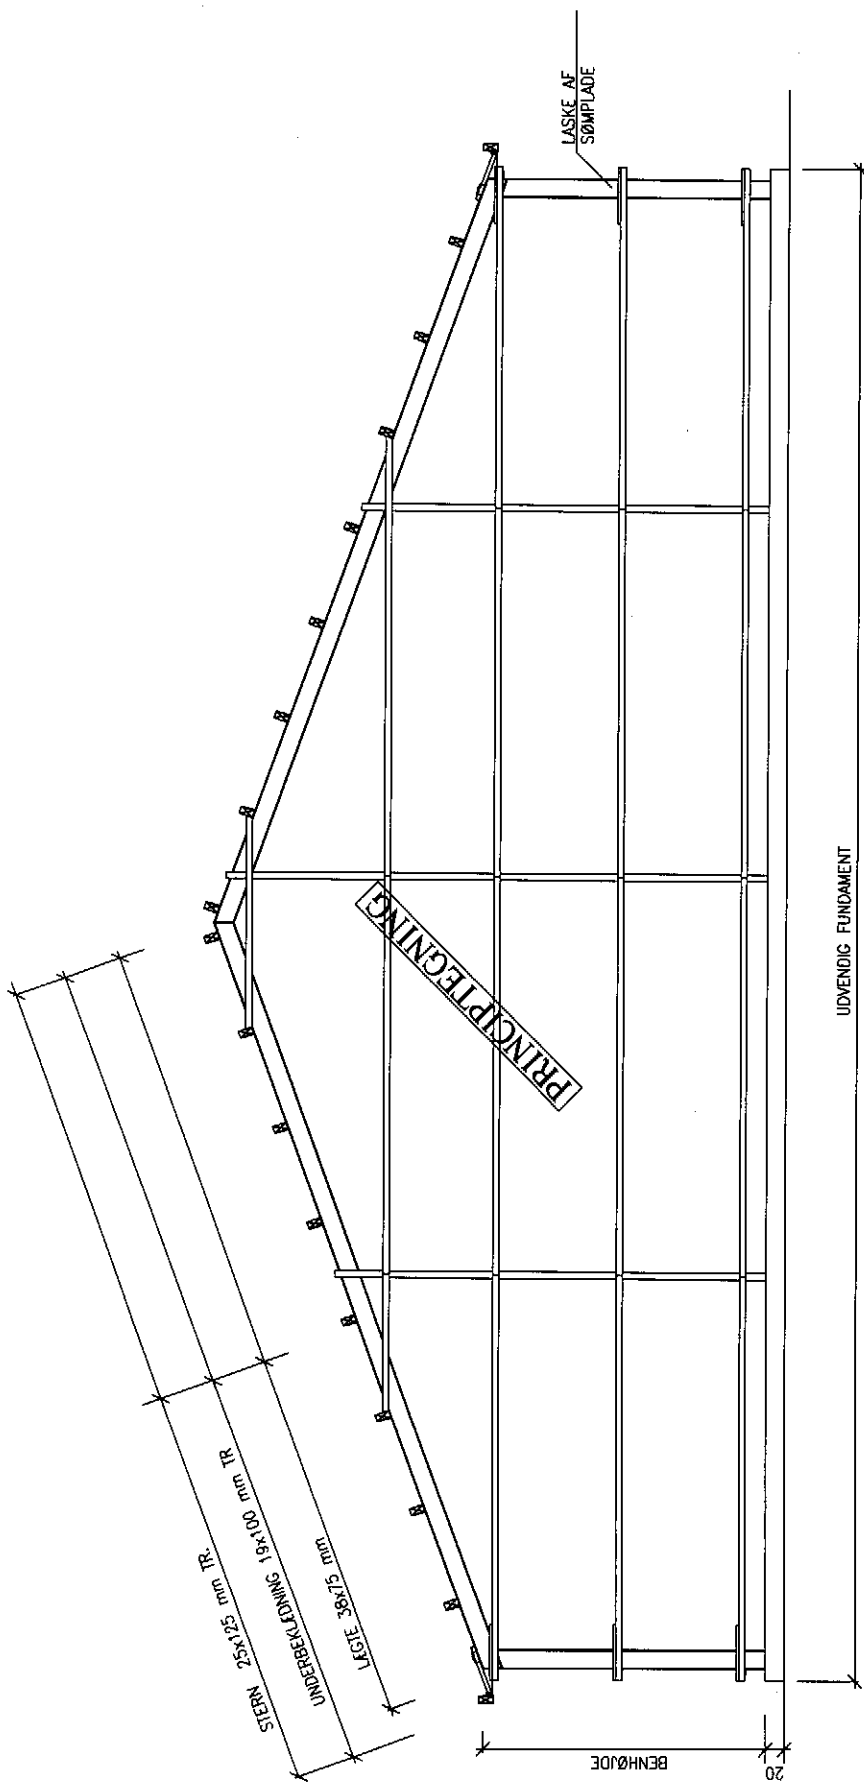 STERN 25x125 mm TR.
UNDERBEKLÆDNING 19x100 mm TR
LÆGTE 38x75 mm
PRINCIPTEGNING
LASKE AF
SØMPLADE
BENHØJDE
20
UDVENDIG FUNDAMENT